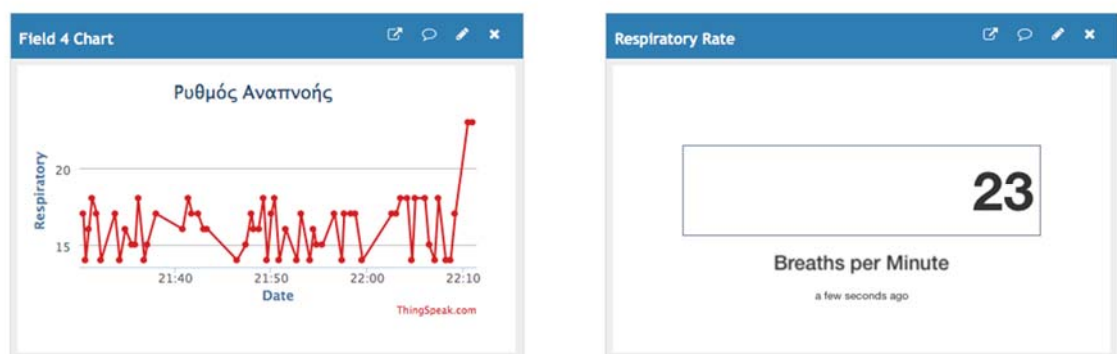 Field 4 Chart
Ρυθμός Αναπνοής
Respiratory
20
15
21:40 21:50 22:00 22:10
Date
ThingSpeak.com
Respiratory Rate
23
Breaths per Minute
a few seconds ago